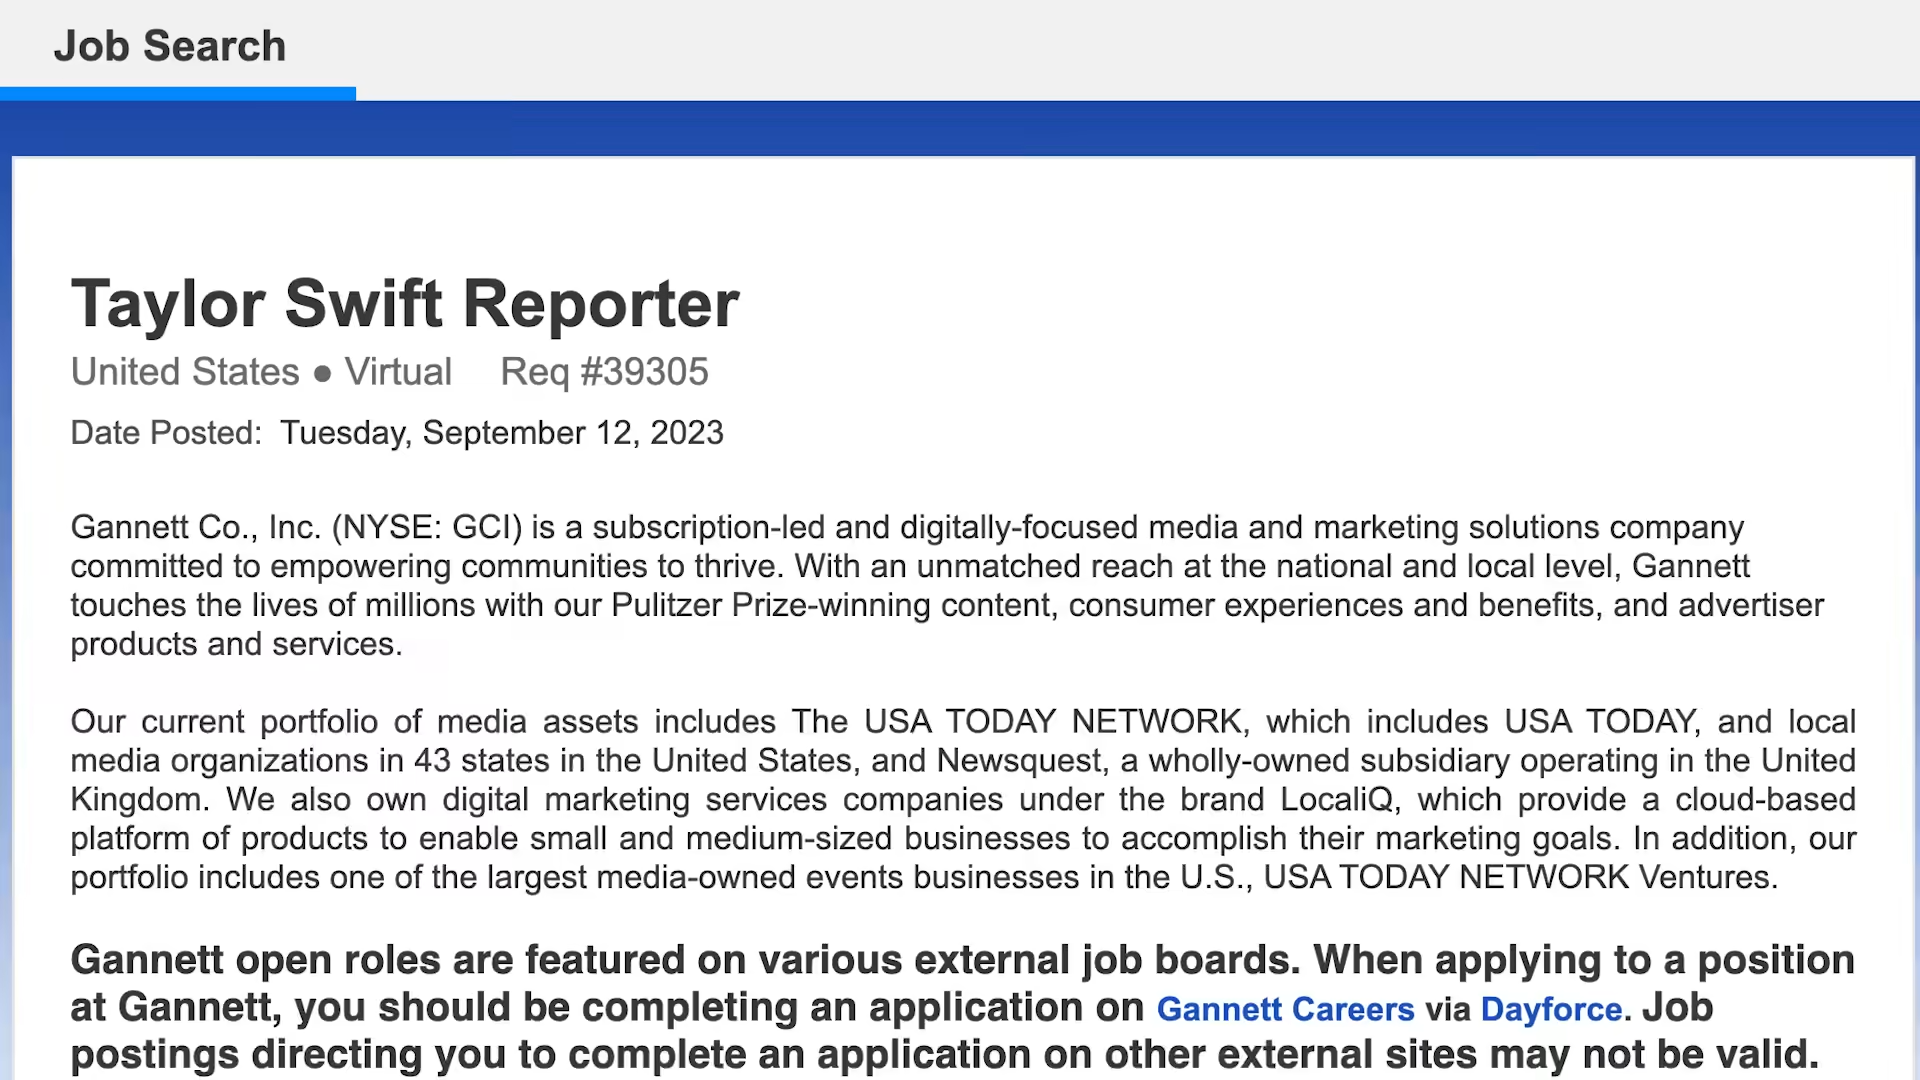 Job Search
Taylor Swift Reporter
United States ● Virtual Req #39305
Date Posted: Tuesday, September 12, 2023
Gannett Co., Inc. (NYSE: GCI) is a subscription-led and digitally-focused media and marketing solutions company
committed to empowering communities to thrive. With an unmatched reach at the national and local level, Gannett
touches the lives of millions with our Pulitzer Prize-winning content, consumer experiences and benefits, and advertiser
products and services.
Our current portfolio of media assets includes The USA TODAY NETWORK, which includes USA TODAY, and local
media organizations in 43 states in the United States, and Newsquest, a wholly-owned subsidiary operating in the United
Kingdom. We also own digital marketing services companies under the brand LocaliQ, which provide a cloud-based
platform of products to enable small and medium-sized businesses to accomplish their marketing goals. In addition, our
portfolio includes one of the largest media-owned events businesses in the U.S., USA TODAY NETWORK Ventures.
Gannett open roles are featured on various external job boards. When applying to a position
at Gannett, you should be completing an application on Gannett Careers via Dayforce. Job
postings directing you to complete an application on other external sites may not be valid.